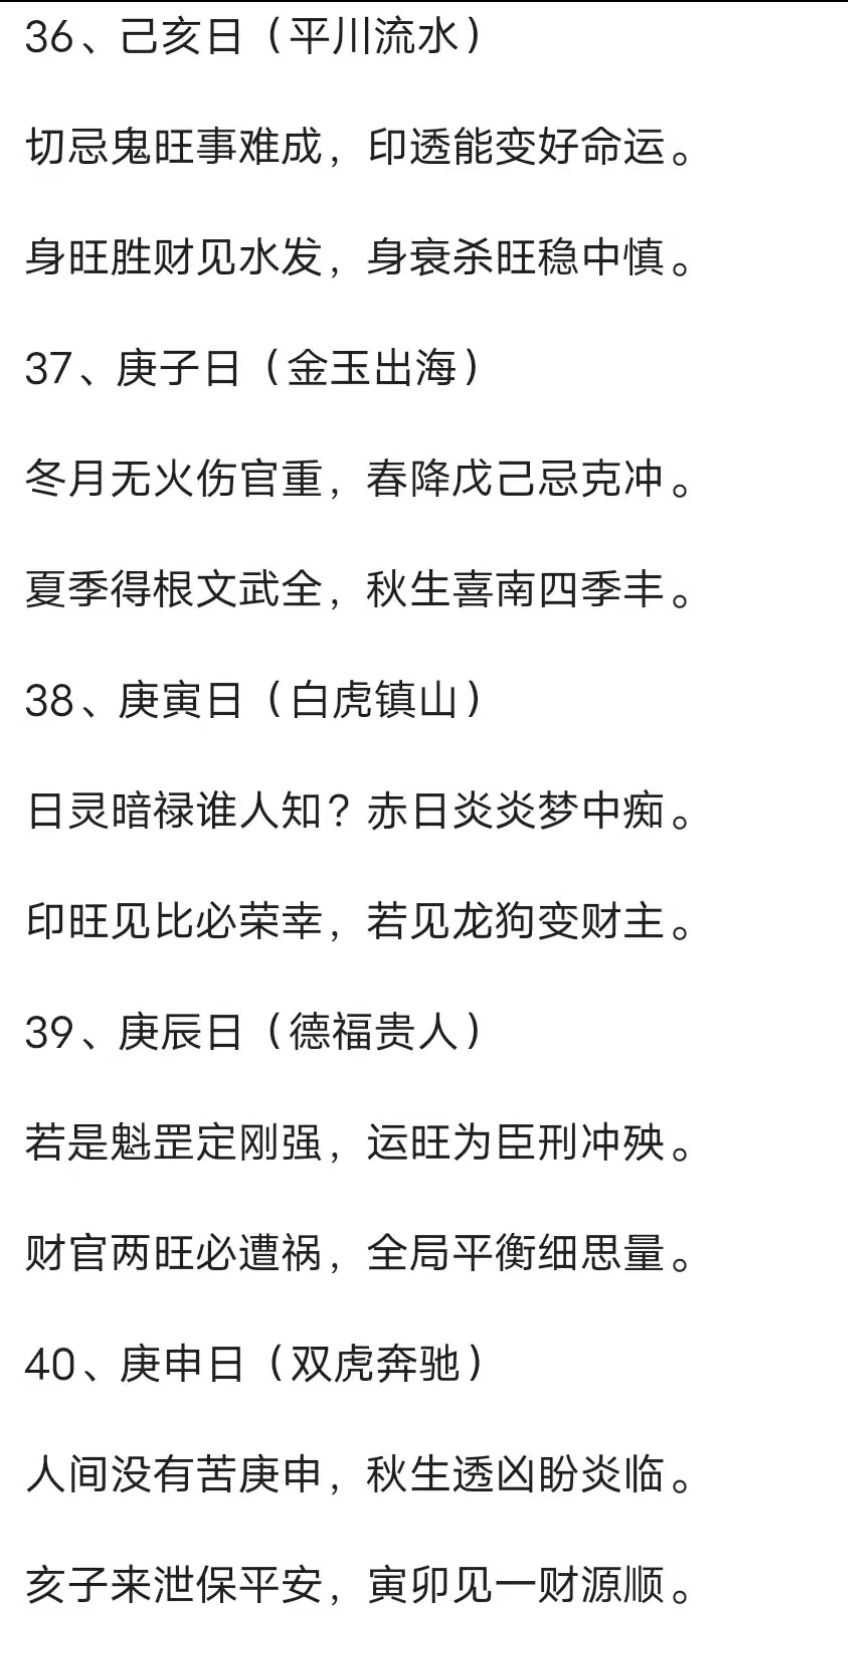 36、己亥日（平川流水）
切忌鬼旺事难成，印透能变好命运。
身旺胜财见水发，身衰杀旺稳中慎。
37、庚子日（金玉出海）
冬月无火伤官重，春降戊己忌克冲。
夏季得根文武全，秋生喜南四季丰。
38、庚寅日（白虎镇山）
日灵暗禄谁人知？赤日炎炎梦中痴。
印旺见比必荣幸，若见龙狗变财主。
39、庚辰日（德福贵人）
若是魁罡定刚强，运旺为臣刑冲殃。
财官两旺必遭祸，全局平衡细思量。
40、庚申日（双虎奔驰）
人间没有苦庚申，秋生透凶盼炎临。
亥子来泄保平安，寅卯见一财源顺。